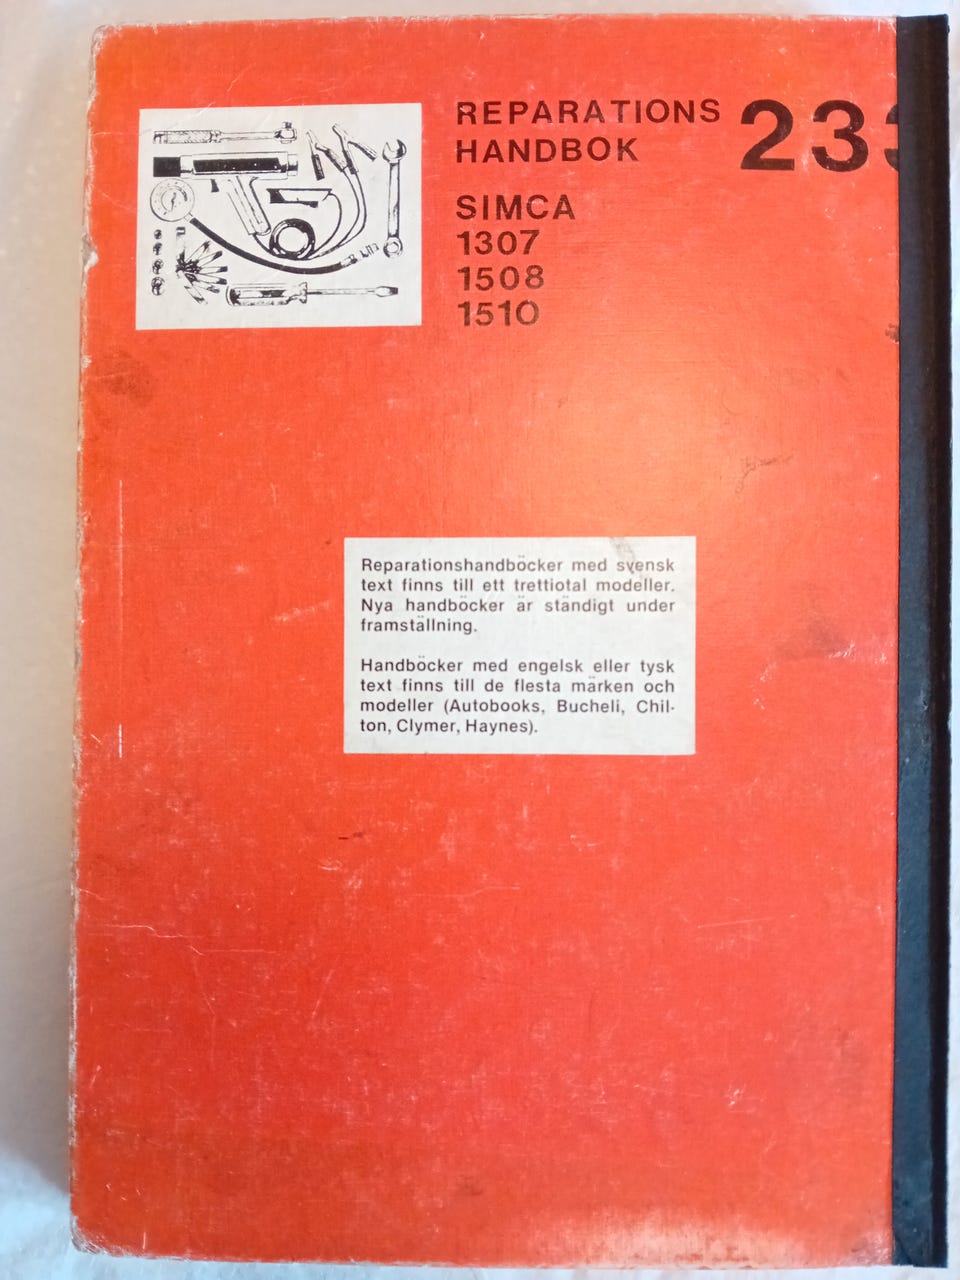 REPARATIONS
HANDBOK
233
SIMCA
1307
1508
1510
Reparationshandböcker med svensk
text finns till ett trettiotal modeller.
Nya handböcker är ständigt under
framställning.
Handböcker med engelsk eller tysk
text finns till de flesta märken och
modeller (Autobooks, Bucheli, Chil-
ton, Clymer, Haynes).